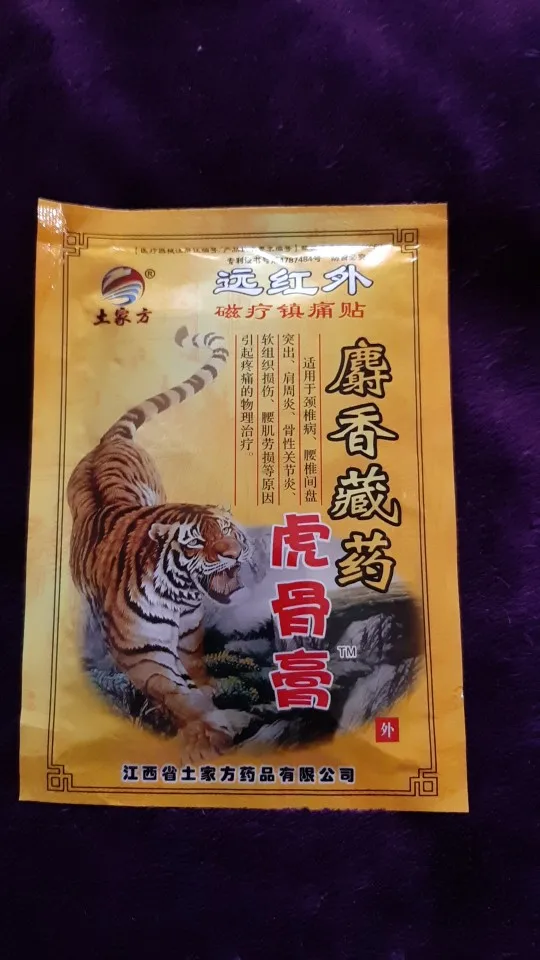 土家方®
远红外
磁疗镇痛贴
麝香藏药
适用于颈椎病、腰椎间盘
突出、肩周炎、骨性关节炎、
软组织损伤、腰肌劳损等原因
引起疼痛的物理治疗。
虎骨膏™
外
江西省土家方药品有限公司